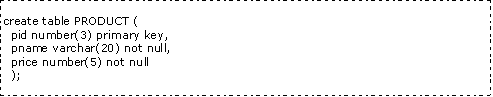 create table PRODUCT (
pid number(3) primary key,
pname varchar(20) not null,
price number(5) not null
);